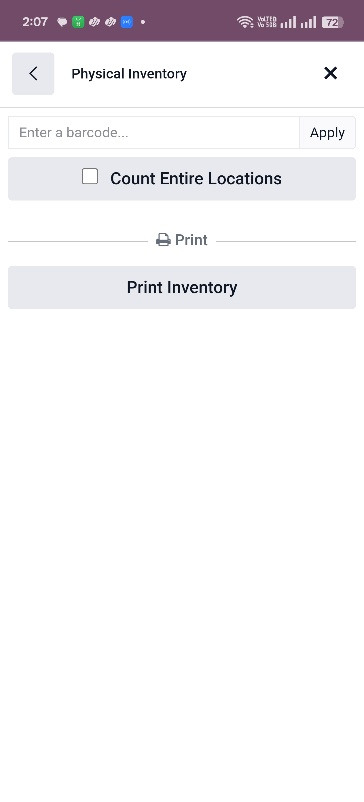 2:07
72
Physical Inventory
Enter a barcode...
Apply
Count Entire Locations
Print
Print Inventory